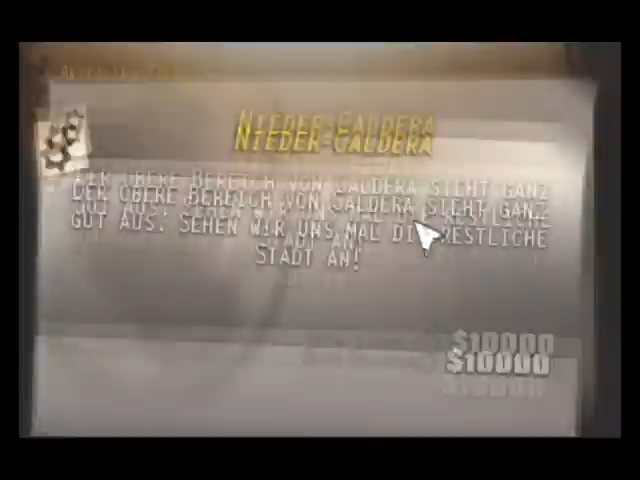 NIEDER-CALDERA
DER OBERE BEREICH VON CALDERA SIEHT GANZ
GUT AUS. SEHEN WIR UNS MAL DIE RESTLICHE
STADT AN!
$10000